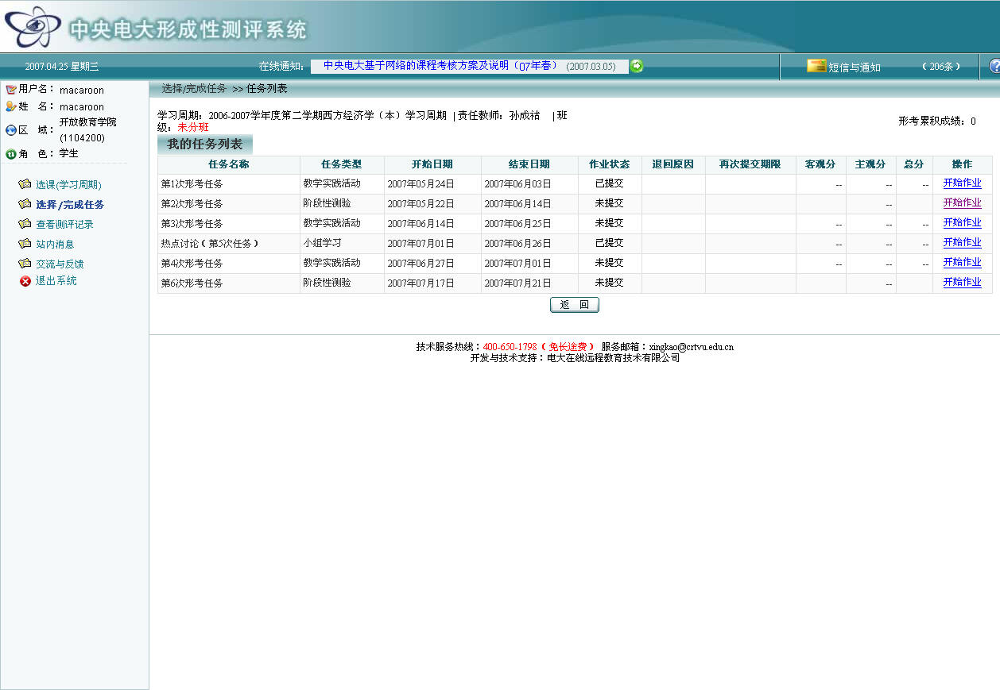 中央电大形成性测评系统
2007.04.25 星期三
在线通知： 中央电大基于网络的课程考核方案及说明（07年春） (2007.03.05)
短信与通知 （ 206条 ）
用户名： macaroon
姓 名： macaroon
区 域： 开放教育学院
(1104200)
角 色： 学生
选课(学习周期)
选择/完成任务
查看测评记录
站内消息
交流与反馈
退出系统
选择/完成任务 >> 任务列表
学习周期：2006-2007学年度第二学期西方经济学（本）学习周期 | 责任教师：孙成祜 | 班
级：未分班
形考累积成绩：0
我的任务列表
任务名称 任务类型 开始日期 结束日期 作业状态 退回原因 再次提交期限 客观分 主观分 总分 操作
第1次形考任务 教学实践活动 2007年05月24日 2007年06月03日 已提交 -- -- -- 开始作业
第2次形考任务 阶段性测验 2007年05月22日 2007年06月14日 未提交 -- 开始作业
第3次形考任务 教学实践活动 2007年06月14日 2007年06月25日 未提交 -- -- -- 开始作业
热点讨论（第5次任务） 小组学习 2007年07月01日 2007年06月26日 已提交 -- -- -- 开始作业
第4次形考任务 教学实践活动 2007年06月27日 2007年07月01日 未提交 -- -- -- 开始作业
第6次形考任务 阶段性测验 2007年07月17日 2007年07月21日 未提交 -- 开始作业
返 回
技术服务热线：400-650-1798（免长途费） 服务邮箱：xingkao@crtvu.edu.cn
开发与技术支持：电大在线远程教育技术有限公司